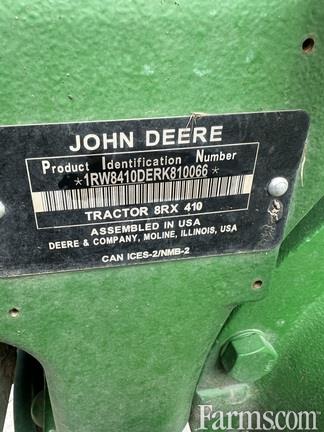 JOHN DEERE
Product Identification Number
*1RW8410DERK810066*
TRACTOR 8RX 410
ASSEMBLED IN USA
DEERE & COMPANY, MOLINE, ILLINOIS, USA
CAN ICES-2/NMB-2
Farms.com®